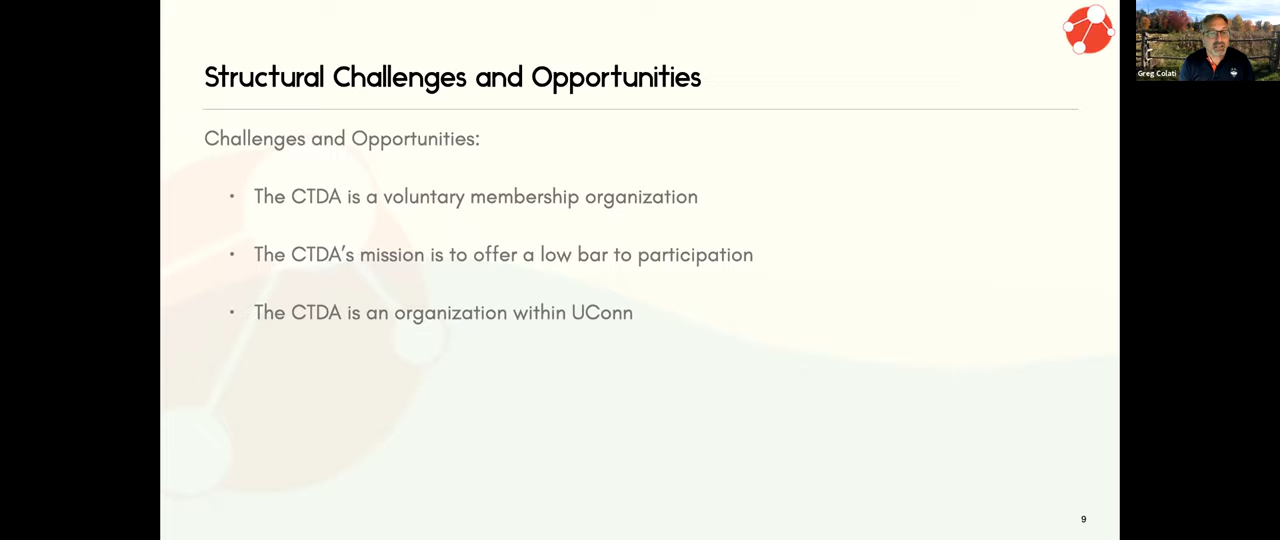 Structural Challenges and Opportunities
Greg Colati
Challenges and Opportunities:
• The CTDA is a voluntary membership organization
• The CTDA’s mission is to offer a low bar to participation
• The CTDA is an organization within UConn
9